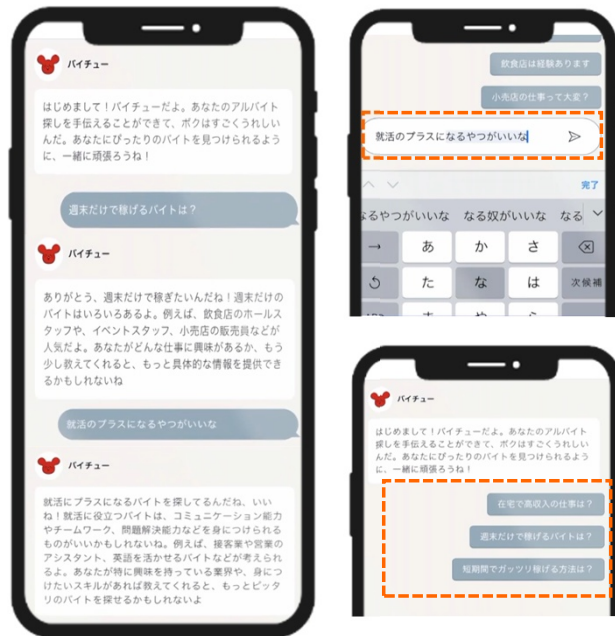 バイチュー
はじめまして！バイチューだよ。あなたのアルバイト
探しを手伝えることができて、ボクはすごくうれしい
んだ。あなたにぴったりのバイトを見つけられるよう
に、一緒に頑張ろうね！
週末だけで稼げるバイトは？
バイチュー
ありがとう、週末だけで稼ぎたいんだね！週末だけの
バイトはいろいろあるよ。例えば、飲食店のホールス
タッフや、イベントスタッフ、小売店の販売員などが
人気だよ。あなたがどんな仕事に興味があるか、もう
少し教えてくれると、もっと具体的な情報を提供でき
るかもしれないね
就活のプラスになるやつがいいな
バイチュー
就活にプラスになるバイトを探してるんだね、いい
ね！就活に役立つバイトは、コミュニケーション能力
やチームワーク、問題解決能力などを身につけられる
ものがいいかもしれないね。例えば、接客業や営業の
アシスタント、英語を活かせるバイトなどが考えられ
るよ。あなたが特に興味を持っている業界や、身につ
けたいスキルがあれば教えてくれると、もっとピッタ
リのバイトを探せるかもしれないよ
飲食店は経験あります
小売店の仕事って大変？
就活のプラスになるやつがいいな
完了
なるやつがいいな なる奴がいいな なる
→ あ か さ
た な は 次候補
バイチュー
はじめまして！バイチューだよ。あなたのアルバイト
探しを手伝えることができて、ボクはすごくうれしい
んだ。あなたにぴったりのバイトを見つけられるよう
に、一緒に頑張ろうね！
在宅で高収入の仕事は？
週末だけで稼げるバイトは？
短期間でガッツリ稼げる方法は？